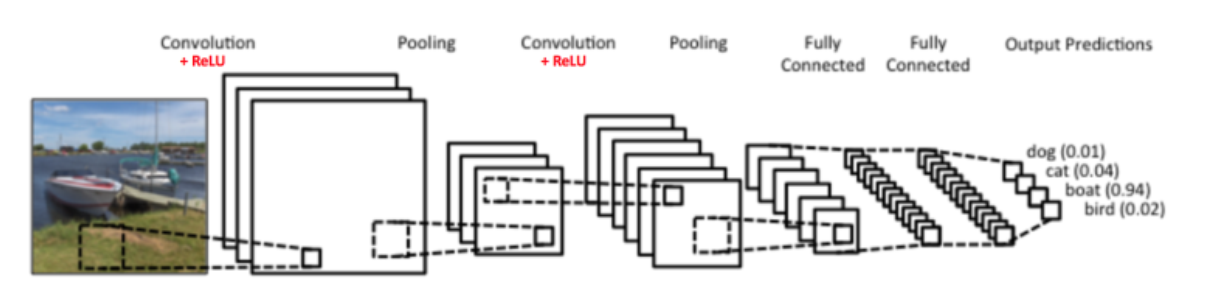 Convolution
+ ReLU
Pooling
Convolution
+ ReLU
Pooling
Fully
Connected
Fully
Connected
Output Predictions
dog (0.01)
cat (0.04)
boat (0.94)
bird (0.02)